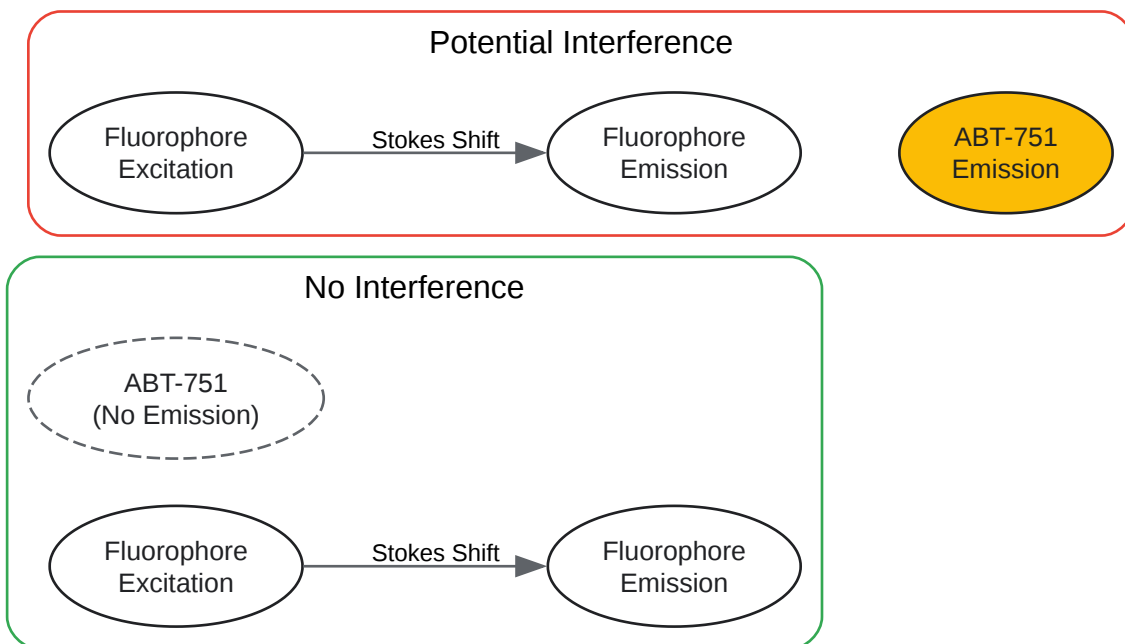 Potential Interference
Fluorophore
Excitation
Stokes Shift
Fluorophore
Emission
ABT-751
Emission
No Interference
ABT-751
(No Emission)
Fluorophore
Excitation
Stokes Shift
Fluorophore
Emission